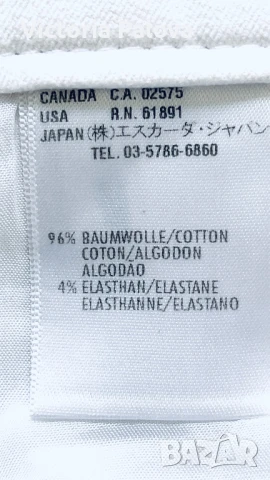 CANADA C.A. 02575
USA R.N. 61891
JAPAN (株)エスカーダ・ジャパン
TEL. 03-5786-6860
96% BAUMWOLLE/COTTON
COTON/ALGODON
ALGODÃO
4% ELASTHAN/ELASTANE
ELASTHANNE/ELASTANO
BAZAR